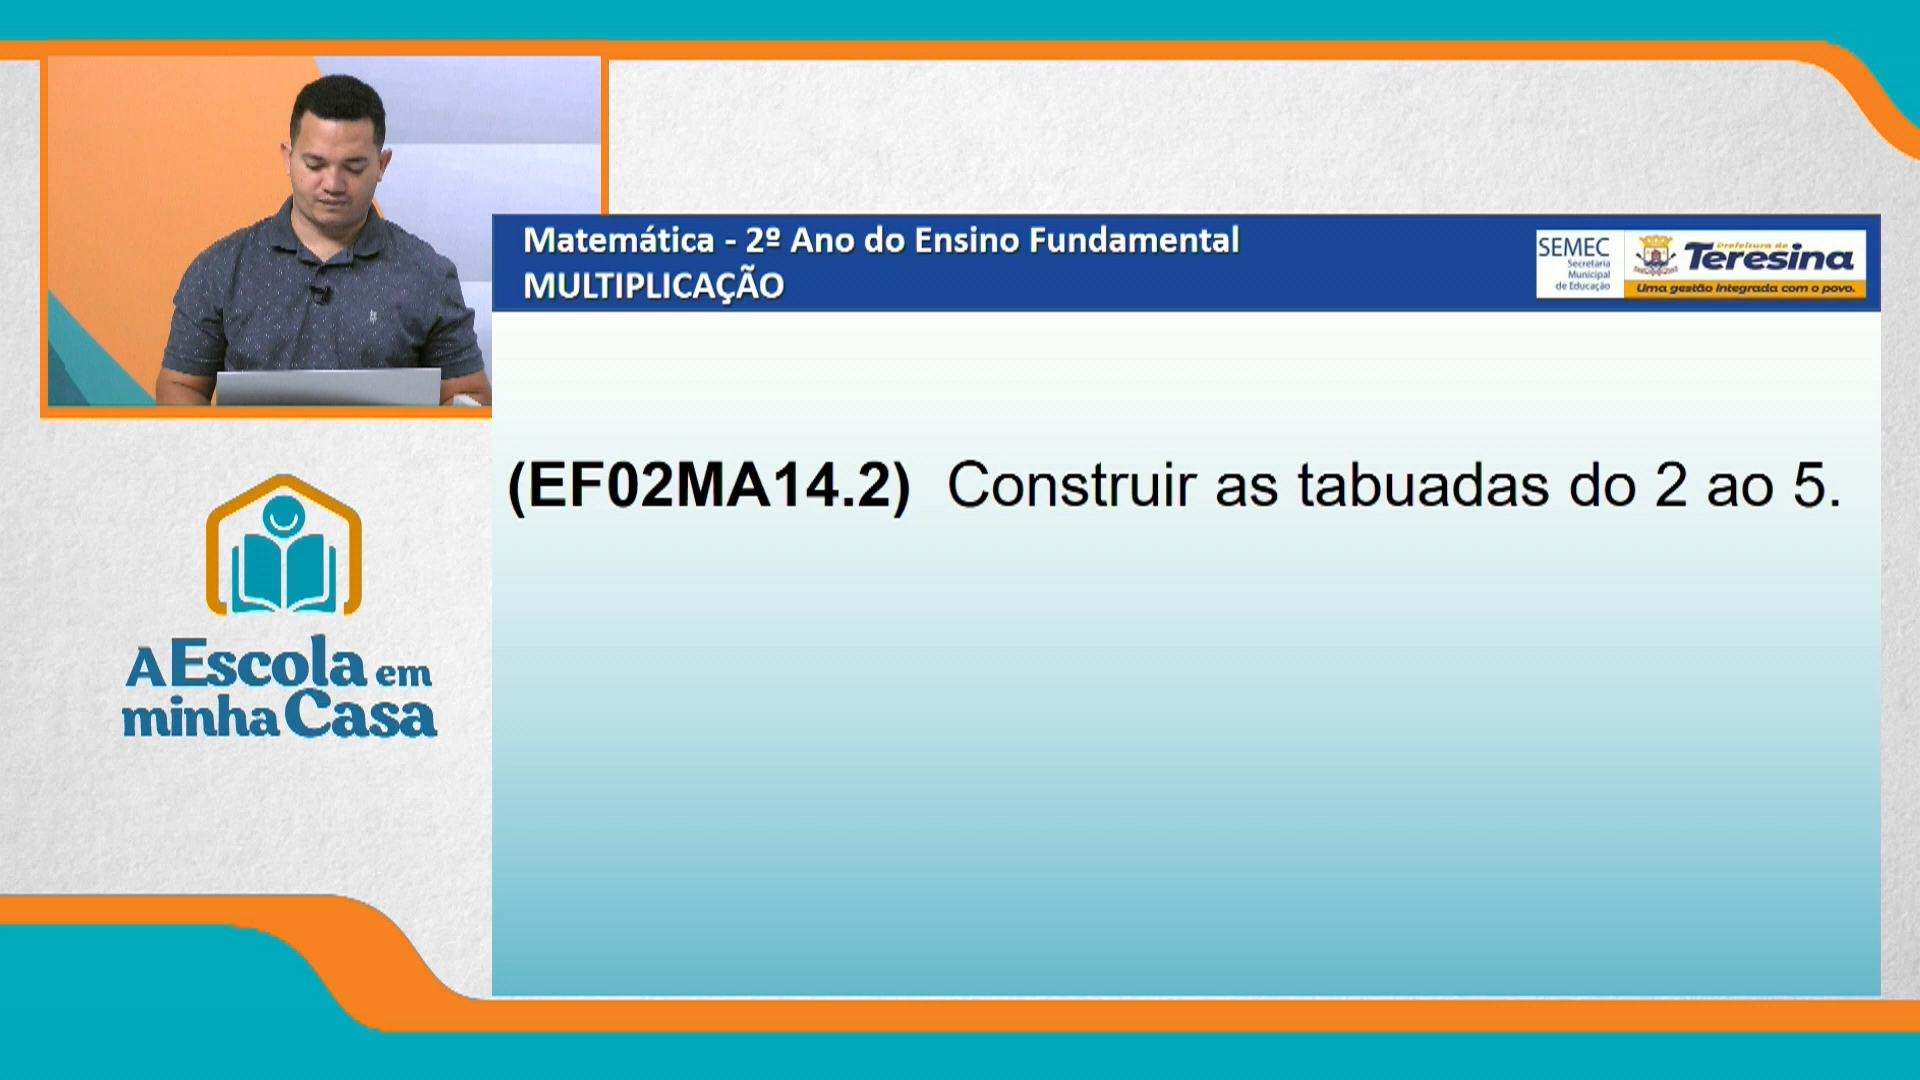 Matemática - 2º Ano do Ensino Fundamental
MULTIPLICAÇÃO
SEMEC
Secretaria
Municipal
de Educação
Prefeitura de
Teresina
Uma gestão integrada com o povo.
(EF02MA14.2) Construir as tabuadas do 2 ao 5.
A Escola em
minha Casa